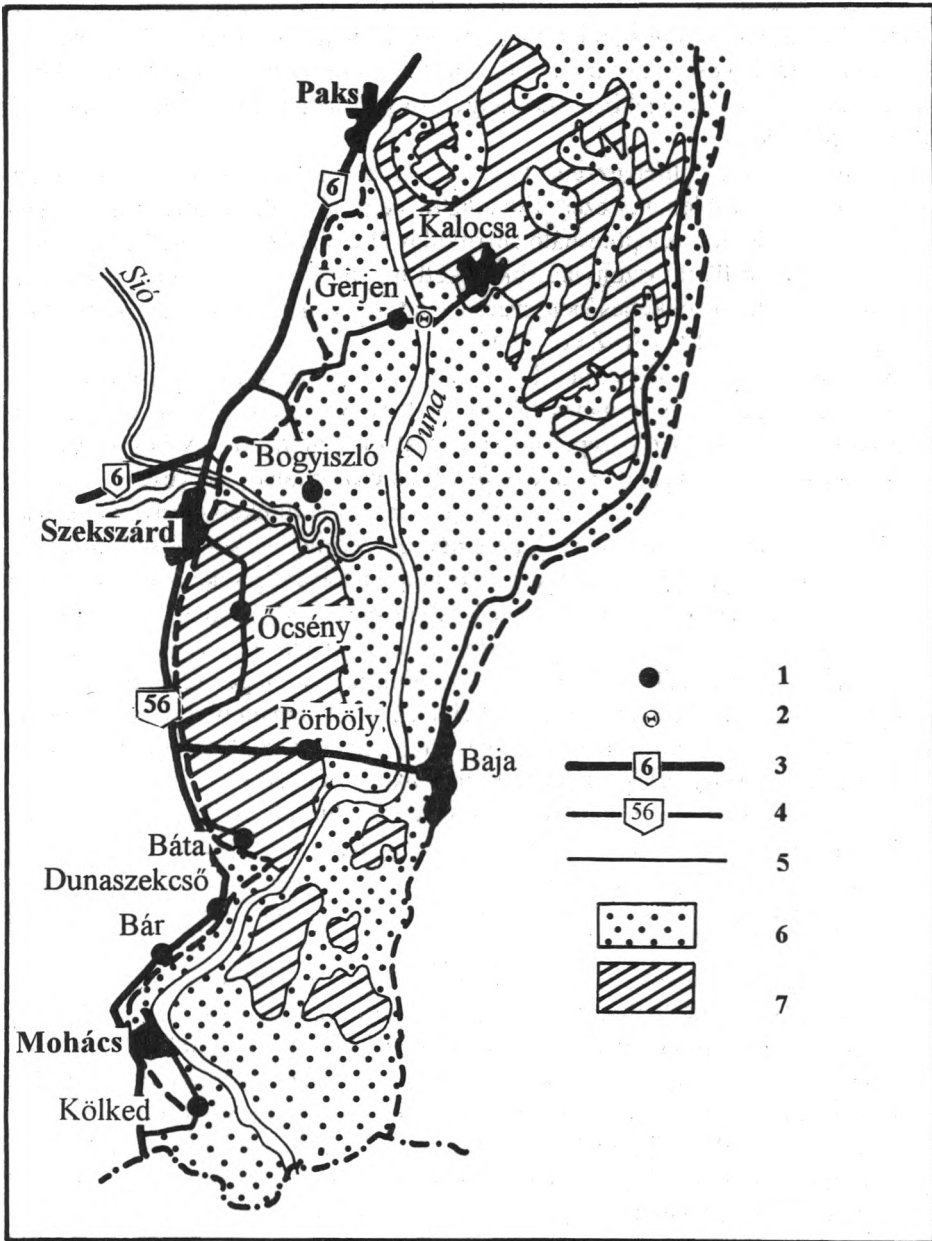 Paks
6
Kalocsa
Sió
Gerjen
Duna
Bogyiszló
6
Szekszárd
Őcsény
1
56
2
Pörböly
Baja
6
3
56
4
Báta
5
Dunaszekcső
Bár
6
7
Mohács
Kölked